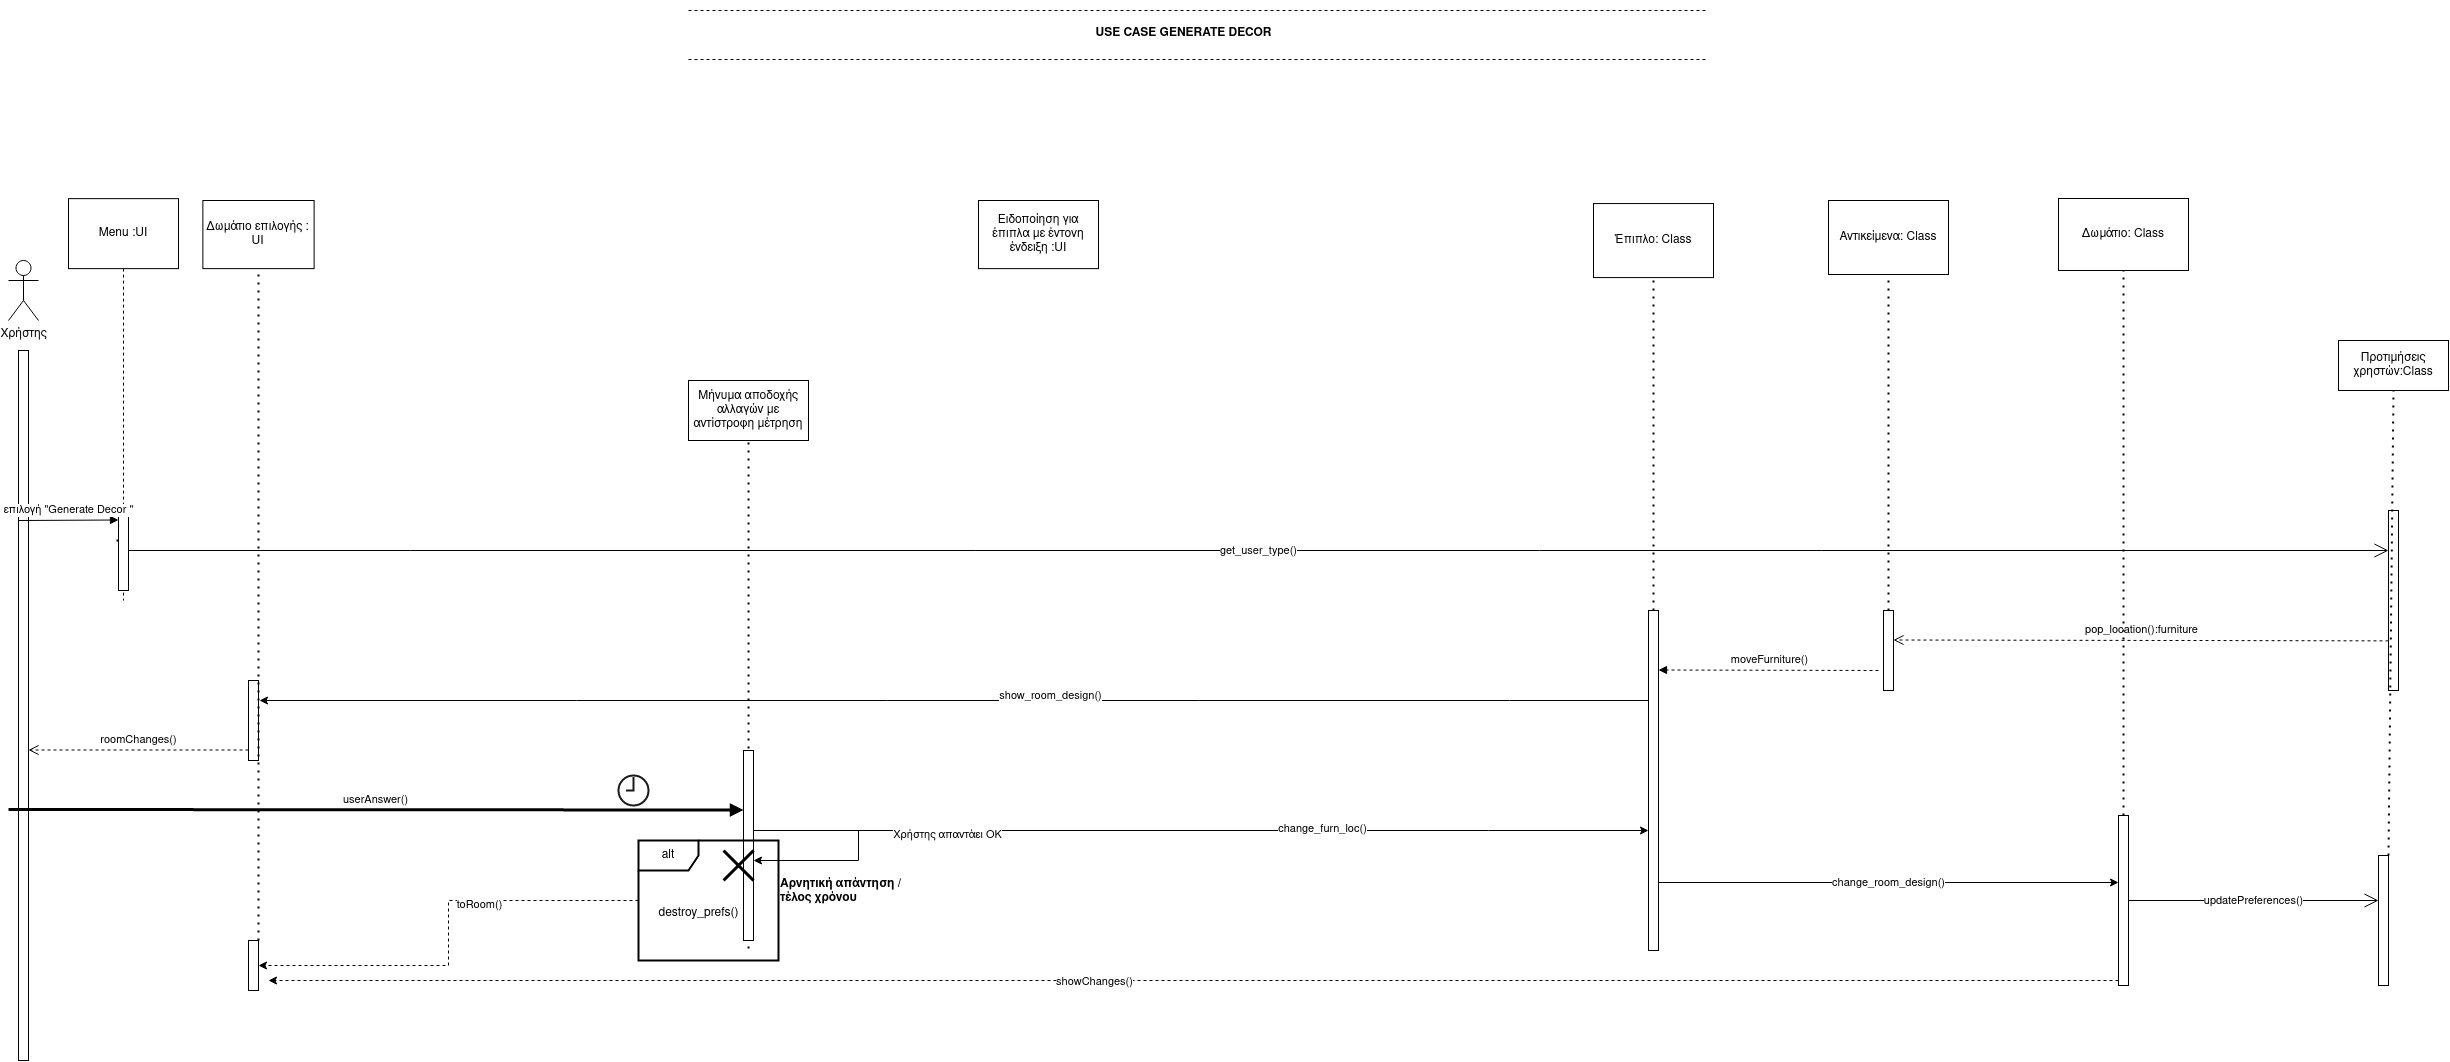 USE CASE GENERATE DECOR
Menu :UI
Δωμάτιο επιλογής :
UI
Ειδοποίηση για
έπιπλα με έντονη
ένδειξη :UI
Έπιπλο: Class
Αντικείμενα: Class
Δωμάτιο: Class
Χρήστης
Προτιμήσεις
χρηστών:Class
Μήνυμα αποδοχής
αλλαγών με
αντίστροφη μέτρηση
επιλογή "Generate Decor "
get_user_type()
pop_location():furniture
moveFurniture()
show_room_design()
roomChanges()
userAnswer()
Χρήστης απαντάει ΟΚ
change_furn_loc()
alt
Αρνητική απάντηση /
τέλος χρόνου
change_room_design()
toRoom()
destroy_prefs()
updatePreferences()
showChanges()